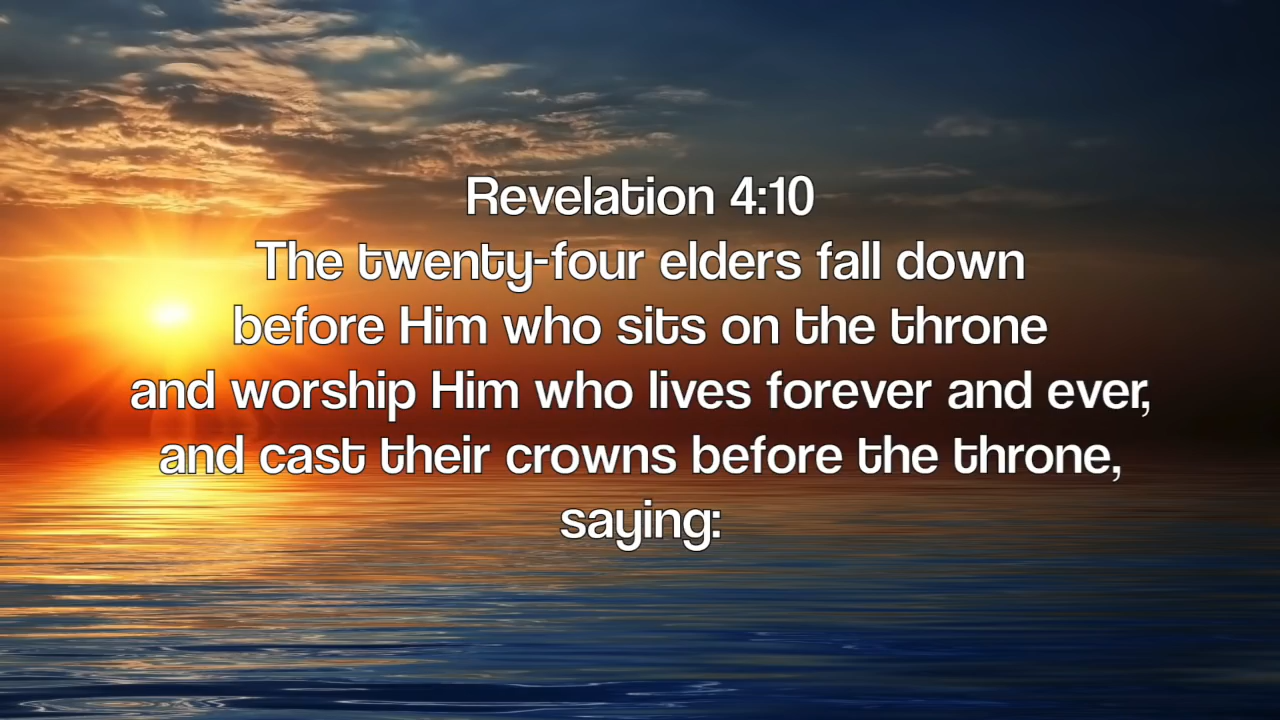 Revelation 4:10
The twenty-four elders fall down
before Him who sits on the throne
and worship Him who lives forever and ever,
and cast their crowns before the throne,
saying: